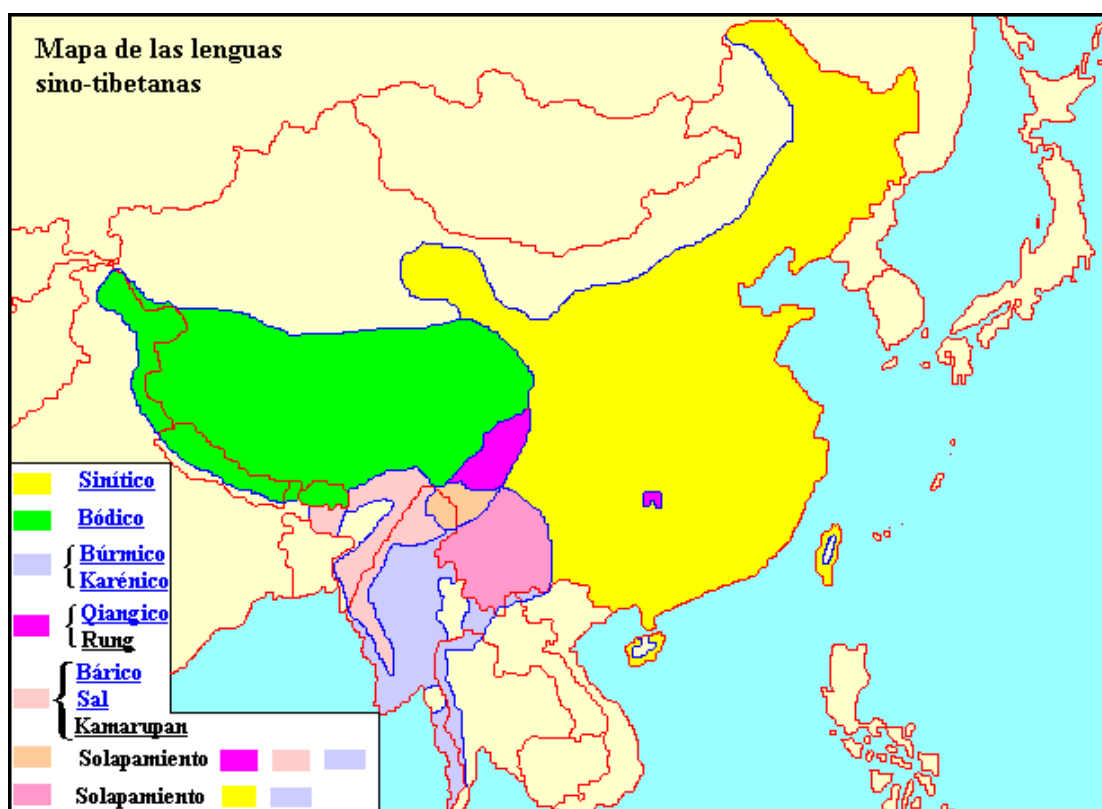 Mapa de las lenguas
sino-tibetanas
Sinítico
Bódico
Búrmico
Karénico
Qiangico
Rung
Bárico
Sal
Kamarupan
Solapamiento
Solapamiento